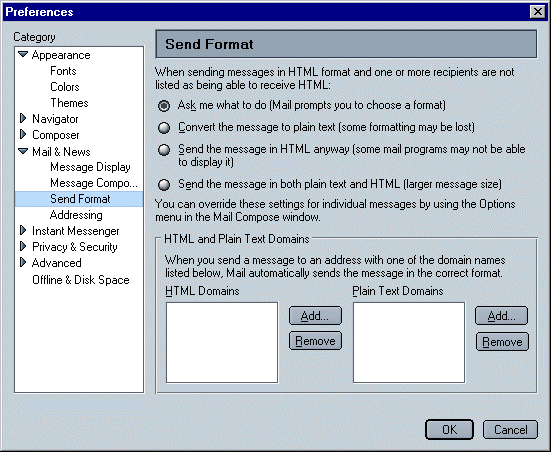 Preferences
Category
Appearance
Fonts
Colors
Themes
Navigator
Composer
Mail & News
Message Display
Message Compo...
Send Format
Addressing
Instant Messenger
Privacy & Security
Advanced
Offline & Disk Space
Send Format
When sending messages in HTML format and one or more recipients are not
listed as being able to receive HTML:
Ask me what to do (Mail prompts you to choose a format)
Convert the message to plain text (some formatting may be lost)
Send the message in HTML anyway (some mail programs may not be able
to display it)
Send the message in both plain text and HTML (larger message size)
You can override these settings for individual messages by using the Options
menu in the Mail Compose window.
HTML and Plain Text Domains
When you send a message to an address with one of the domain names
listed below, Mail automatically sends the message in the correct format.
HTML Domains
Add...
Remove
Plain Text Domains
Add...
Remove
OK
Cancel